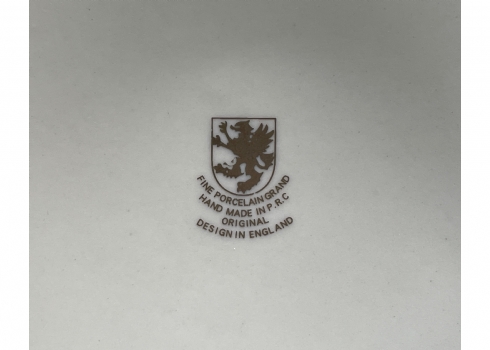 FINE PORCELAIN GRAND
HAND MADE IN P.R.C
ORIGINAL
DESIGN IN ENGLAND